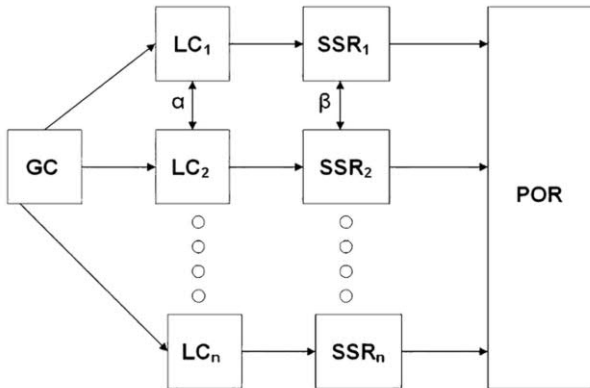 LC₁ SSR₁
α β
GC LC₂ SSR₂ POR
LCₙ SSRₙ